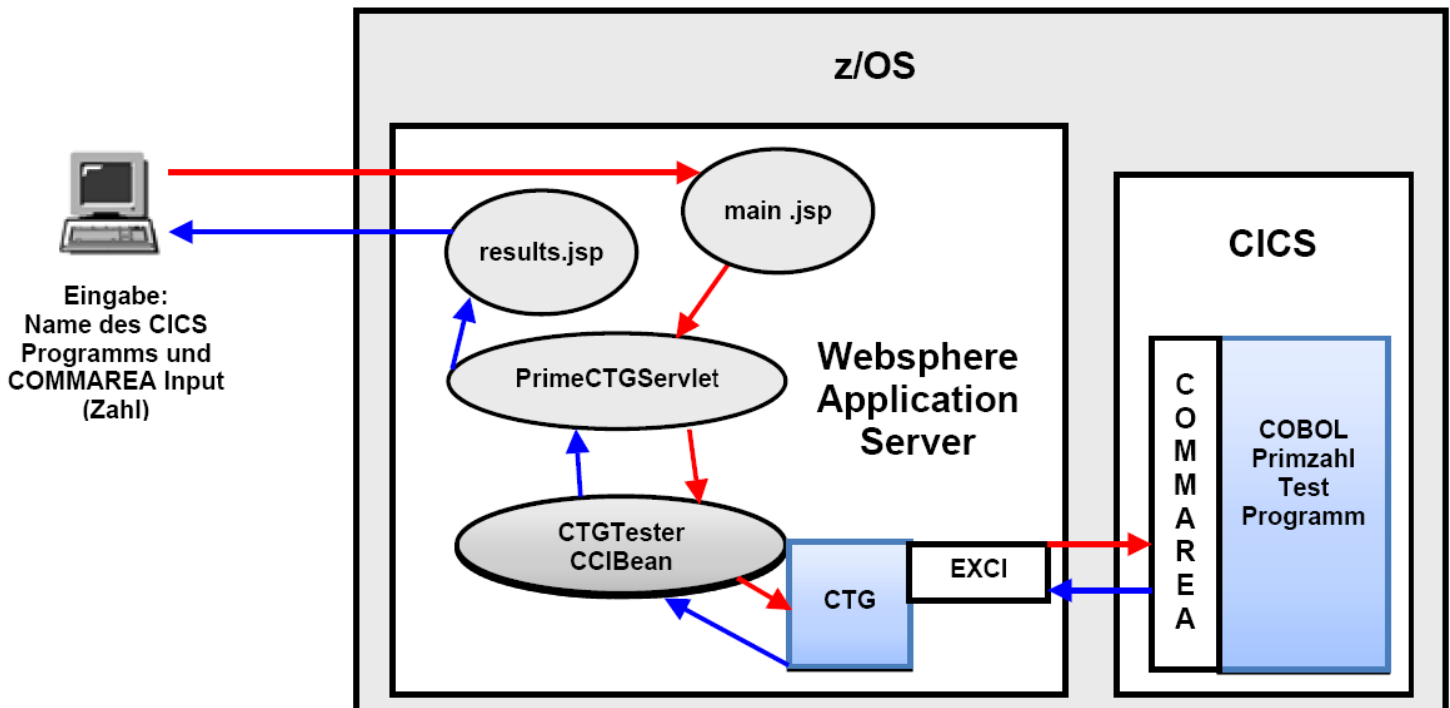 z/OS
main .jsp
results.jsp
CICS
Eingabe:
Name des CICS
Programms und
COMMAREA Input
(Zahl)
PrimeCTGServlet
Websphere
Application
Server
C
O
M
M
A
R
E
A
COBOL
Primzahl
Test
Programm
CTGTester
CCIBean
CTG
EXCI